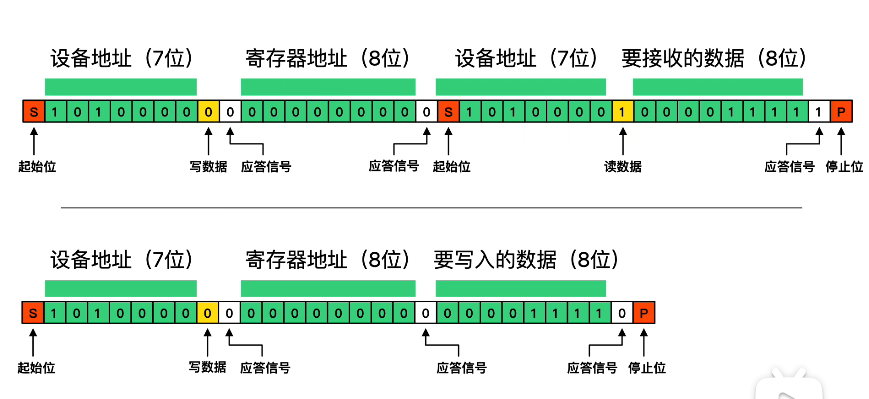 设备地址（7位） 寄存器地址（8位） 设备地址（7位） 要接收的数据（8位）
S 1 0 1 0 0 0 0 0 0 0 0 0 0 0 0 0 0 0 S 1 0 1 0 0 0 0 1 0 0 0 0 1 1 1 1 1 P
起始位 写数据 应答信号 应答信号 起始位 读数据 应答信号 停止位
设备地址（7位） 寄存器地址（8位） 要写入的数据（8位）
S 1 0 1 0 0 0 0 0 0 0 0 0 0 0 0 0 0 0 0 0 0 0 1 1 1 1 0 P
起始位 写数据 应答信号 应答信号 应答信号 停止位